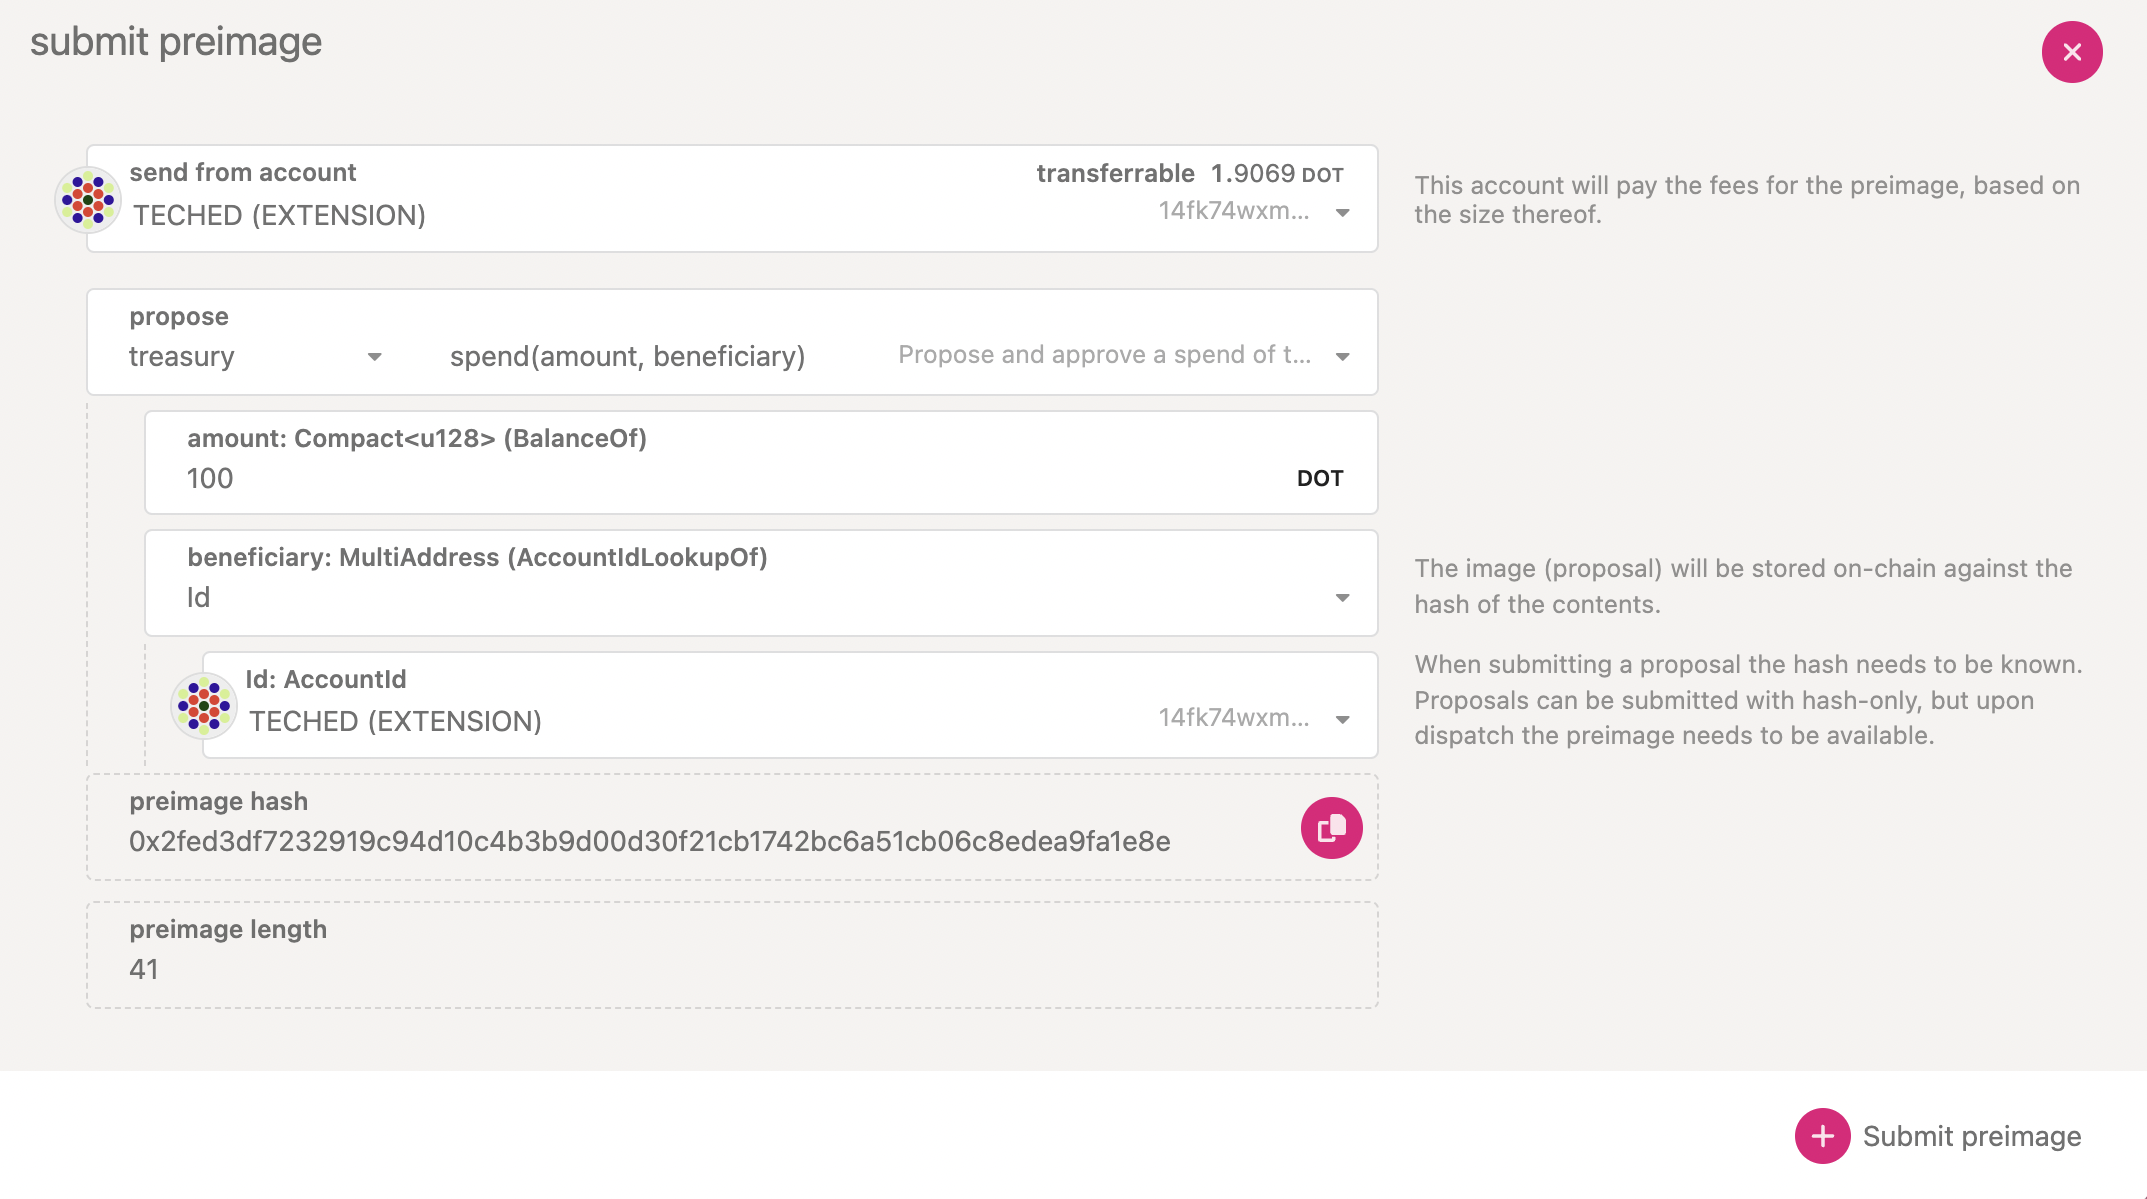 submit preimage
send from account
transferrable 1.9069 DOT
TECHED (EXTENSION)
14fk74wxm...
This account will pay the fees for the preimage, based on
the size thereof.
propose
treasury
spend(amount, beneficiary)
Propose and approve a spend of t...
amount: Compact<u128> (BalanceOf)
100
DOT
beneficiary: MultiAddress (AccountIdLookupOf)
Id
The image (proposal) will be stored on-chain against the
hash of the contents.
Id: AccountId
TECHED (EXTENSION)
14fk74wxm...
When submitting a proposal the hash needs to be known.
Proposals can be submitted with hash-only, but upon
dispatch the preimage needs to be available.
preimage hash
0x2fed3df7232919c94d10c4b3b9d00d30f21cb1742bc6a51cb06c8edea9fa1e8e
preimage length
41
Submit preimage